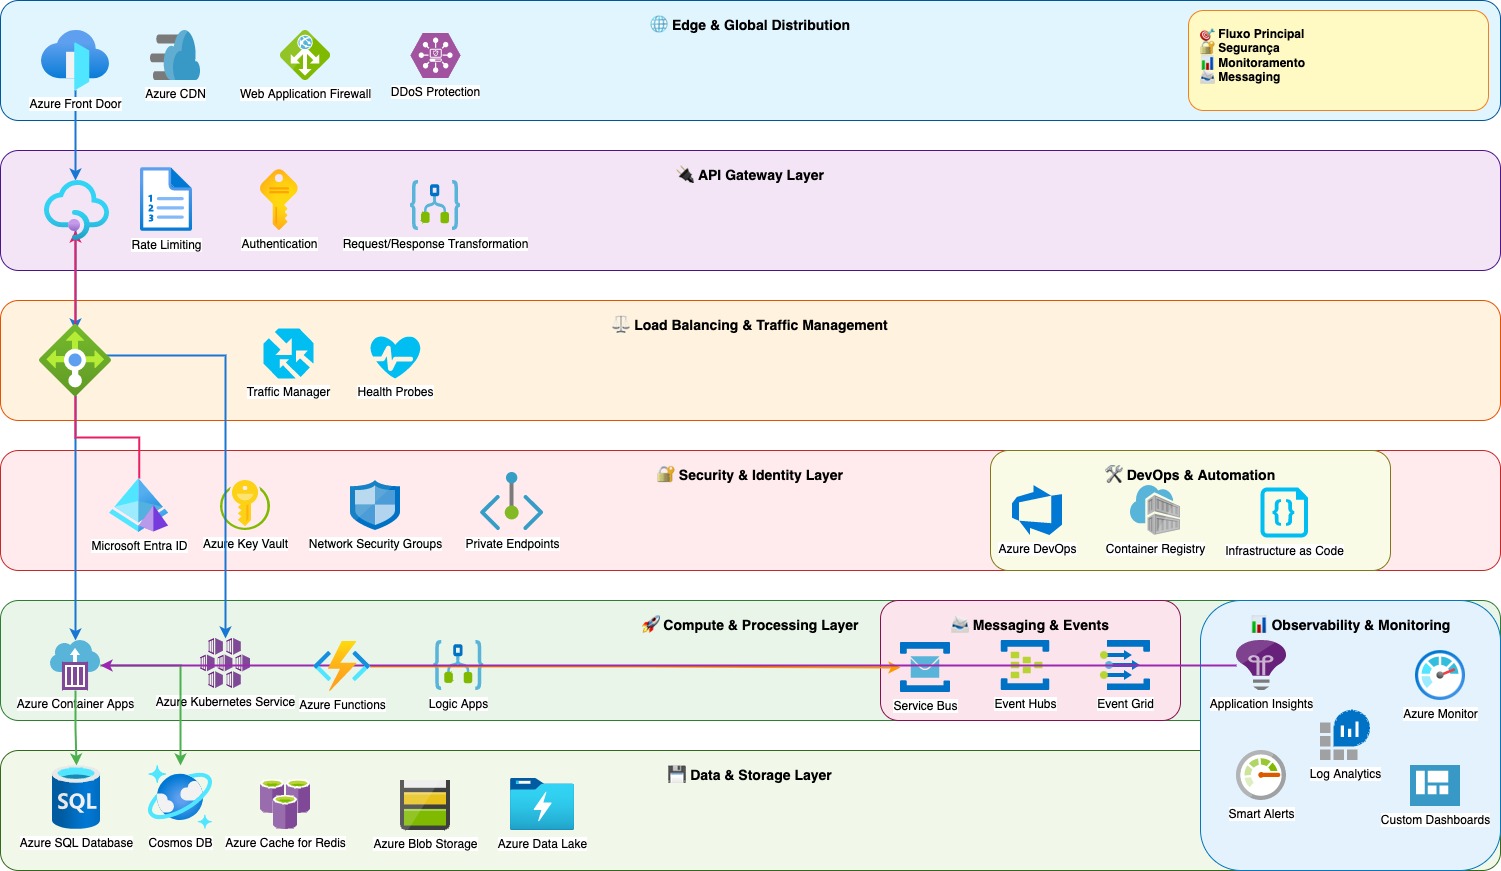 🌐 Edge & Global Distribution
🎯 Fluxo Principal
🔐 Segurança
📊 Monitoramento
📨 Messaging
Azure Front Door
Azure CDN
Web Application Firewall
DDoS Protection
🔌 API Gateway Layer
1
2
3
Rate Limiting
Authentication
Request/Response Transformation
⚖️ Load Balancing & Traffic Management
Traffic Manager
Health Probes
🔐 Security & Identity Layer
Microsoft Entra ID
Azure Key Vault
Network Security Groups
Private Endpoints
🛠️ DevOps & Automation
Azure DevOps
Container Registry
Infrastructure as Code
🚀 Compute & Processing Layer
Azure Container Apps
Azure Kubernetes Service
Azure Functions
Logic Apps
📨 Messaging & Events
Service Bus
Event Hubs
Event Grid
📊 Observability & Monitoring
Application Insights
Azure Monitor
Log Analytics
Smart Alerts
Custom Dashboards
💾 Data & Storage Layer
SQL
Azure SQL Database
Cosmos DB
Azure Cache for Redis
Azure Blob Storage
Azure Data Lake